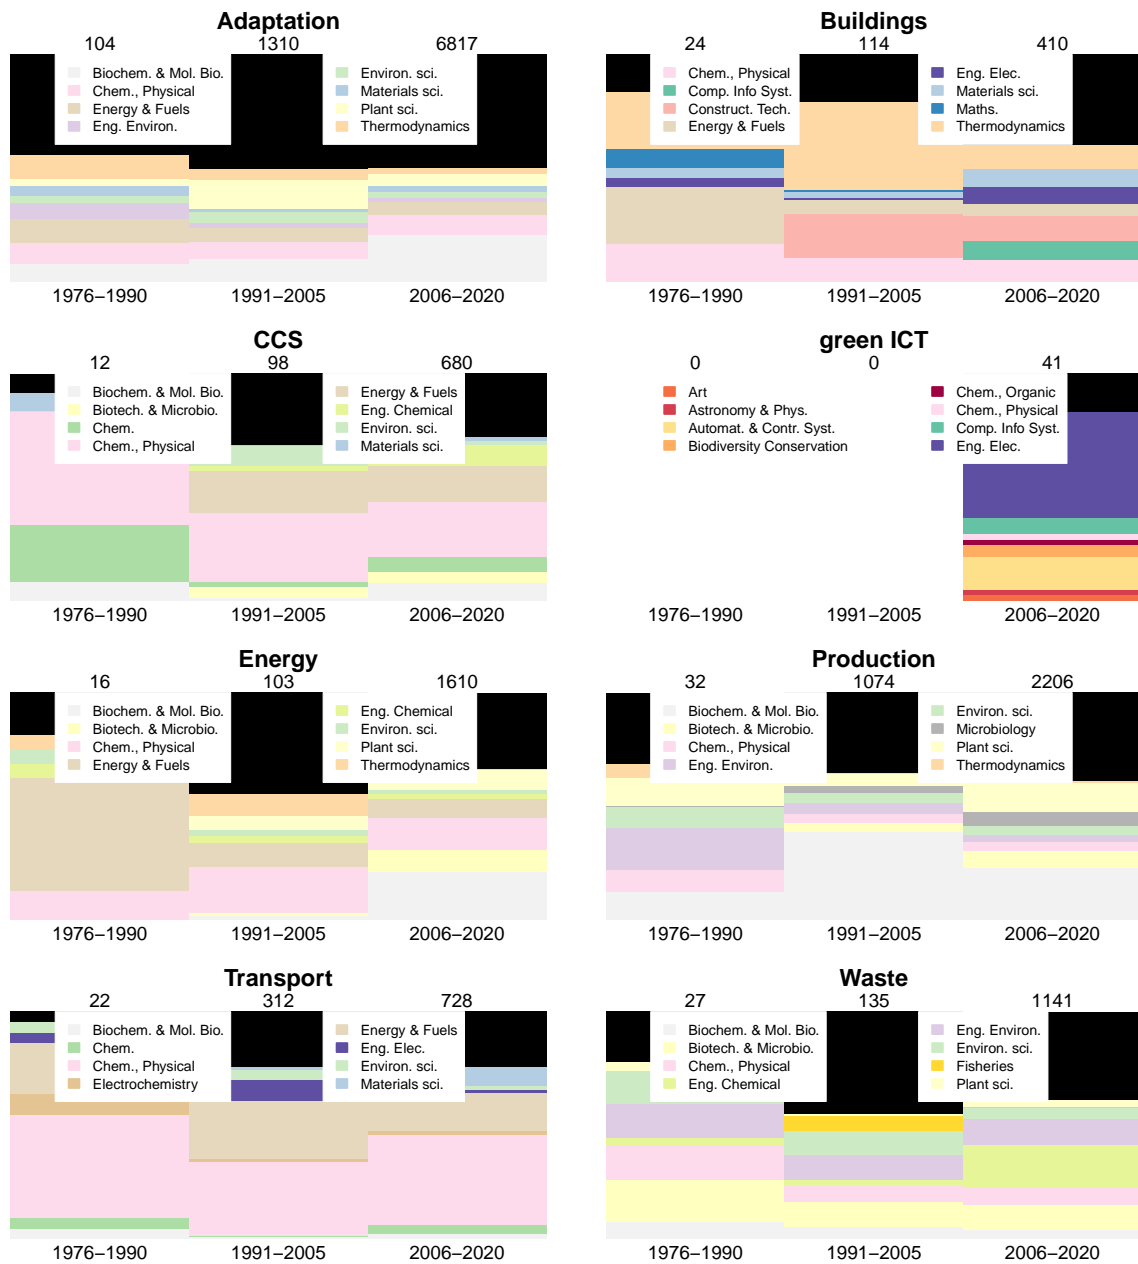 Adaptation
104 1310 6817
Biochem. & Mol. Bio. Environ. sci.
Chem., Physical Materials sci.
Energy & Fuels Plant sci.
Eng. Environ. Thermodynamics
1976–1990 1991–2005 2006–2020
Buildings
24 114 410
Chem., Physical Eng. Elec.
Comp. Info Syst. Materials sci.
Construct. Tech. Maths.
Energy & Fuels Thermodynamics
1976–1990 1991–2005 2006–2020
CCS
12 98 680
Biochem. & Mol. Bio. Energy & Fuels
Biotech. & Microbio. Eng. Chemical
Chem. Environ. sci.
Chem., Physical Materials sci.
1976–1990 1991–2005 2006–2020
green ICT
0 0 41
Art Chem., Organic
Astronomy & Phys. Chem., Physical
Automat. & Contr. Syst. Comp. Info Syst.
Biodiversity Conservation Eng. Elec.
1976–1990 1991–2005 2006–2020
Energy
16 103 1610
Biochem. & Mol. Bio. Eng. Chemical
Biotech. & Microbio. Environ. sci.
Chem., Physical Plant sci.
Energy & Fuels Thermodynamics
1976–1990 1991–2005 2006–2020
Production
32 1074 2206
Biochem. & Mol. Bio. Environ. sci.
Biotech. & Microbio. Microbiology
Chem., Physical Plant sci.
Eng. Environ. Thermodynamics
1976–1990 1991–2005 2006–2020
Transport
22 312 728
Biochem. & Mol. Bio. Energy & Fuels
Chem. Eng. Elec.
Chem., Physical Environ. sci.
Electrochemistry Materials sci.
1976–1990 1991–2005 2006–2020
Waste
27 135 1141
Biochem. & Mol. Bio. Eng. Environ.
Biotech. & Microbio. Environ. sci.
Chem., Physical Fisheries
Eng. Chemical Plant sci.
1976–1990 1991–2005 2006–2020